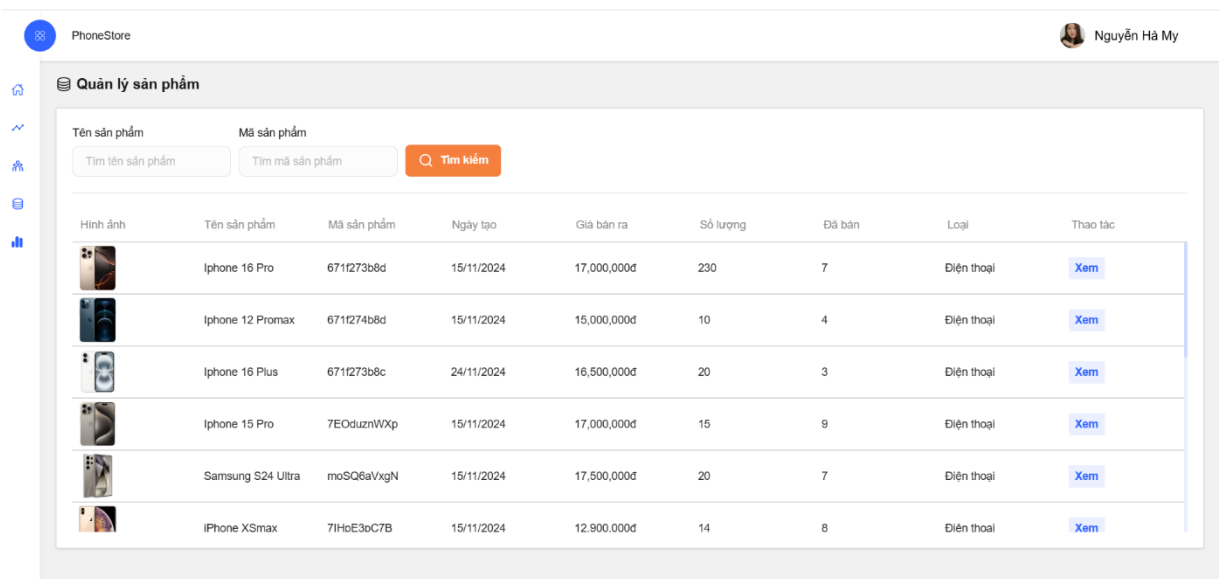 PhoneStore
Nguyễn Hà My
Quản lý sản phẩm
Tên sản phẩm Mã sản phẩm
Tìm tên sản phẩm Tìm mã sản phẩm Tìm kiếm
Hình ảnh Tên sản phẩm Mã sản phẩm Ngày tạo Giá bán ra Số lượng Đã bán Loại Thao tác
Iphone 16 Pro 671f273b8d 15/11/2024 17,000,000đ 230 7 Điện thoại Xem
Iphone 12 Promax 671f274b8d 15/11/2024 15,000,000đ 10 4 Điện thoại Xem
Iphone 16 Plus 671f273b8c 24/11/2024 16,500,000đ 20 3 Điện thoại Xem
Iphone 15 Pro 7EOduznWXp 15/11/2024 17,000,000đ 15 9 Điện thoại Xem
Samsung S24 Ultra moSQ6aVxgN 15/11/2024 17,500,000đ 20 7 Điện thoại Xem
iPhone XSmax 7IHpE3pC7B 15/11/2024 12,900,000đ 14 8 Điện thoại Xem